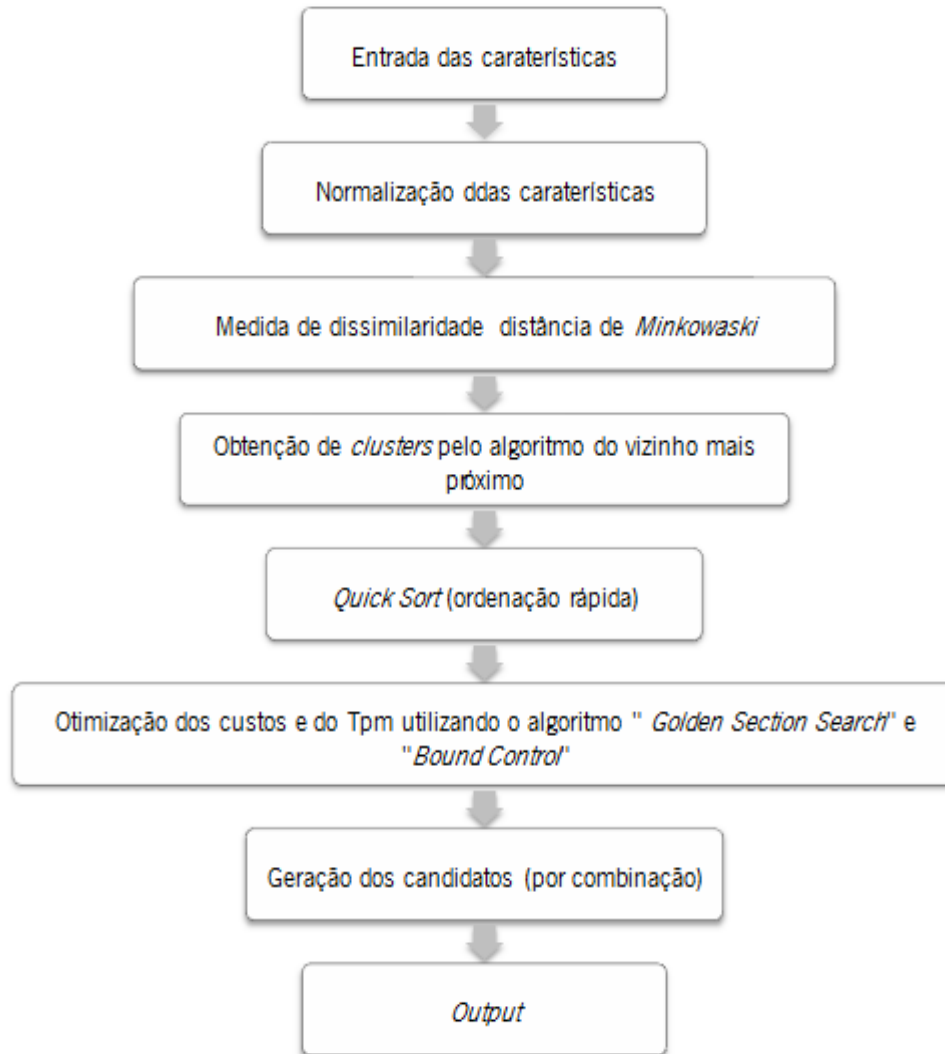 Entrada das caraterísticas
Normalização ddas caraterísticas
Medida de dissimilaridade distância de Minkowaski
Obtenção de clusters pelo algoritmo do vizinho mais
próximo
Quick Sort (ordenação rápida)
Otimização dos custos e do Tpm utilizando o algoritmo " Golden Section Search" e
"Bound Control"
Geração dos candidatos (por combinação)
Output